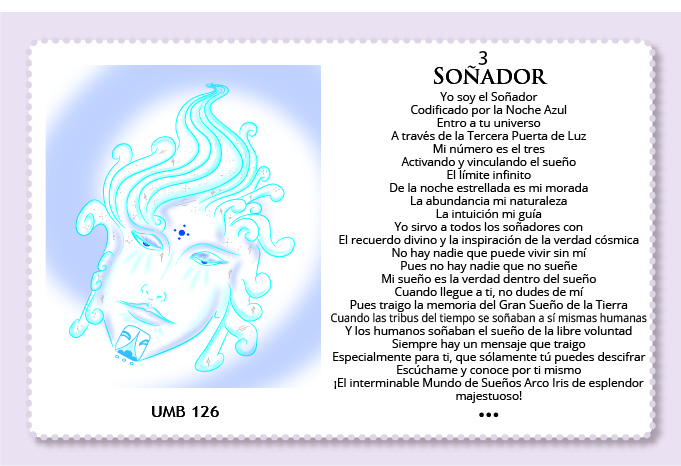 3
SOÑADOR
Yo soy el Soñador
Codificado por la Noche Azul
Entro a tu universo
A través de la Tercera Puerta de Luz
Mi número es el tres
Activando y vinculando el sueño
El límite infinito
De la noche estrellada es mi morada
La abundancia mi naturaleza
La intuición mi guía
Yo sirvo a todos los soñadores con
El recuerdo divino y la inspiración de la verdad cósmica
No hay nadie que puede vivir sin mí
Pues no hay nadie que no sueñe
Mi sueño es la verdad dentro del sueño
Cuando llegue a ti, no dudes de mí
Pues traigo la memoria del Gran Sueño de la Tierra
Cuando las tribus del tiempo se soñaban a sí mismas humanas
Y los humanos soñaban el sueño de la libre voluntad
Siempre hay un mensaje que traigo
Especialmente para ti, que sólamente tú puedes descifrar
Escúchame y conoce por ti mismo
¡El interminable Mundo de Sueños Arco Iris de esplendor
majestuoso!
•••
UMB 126